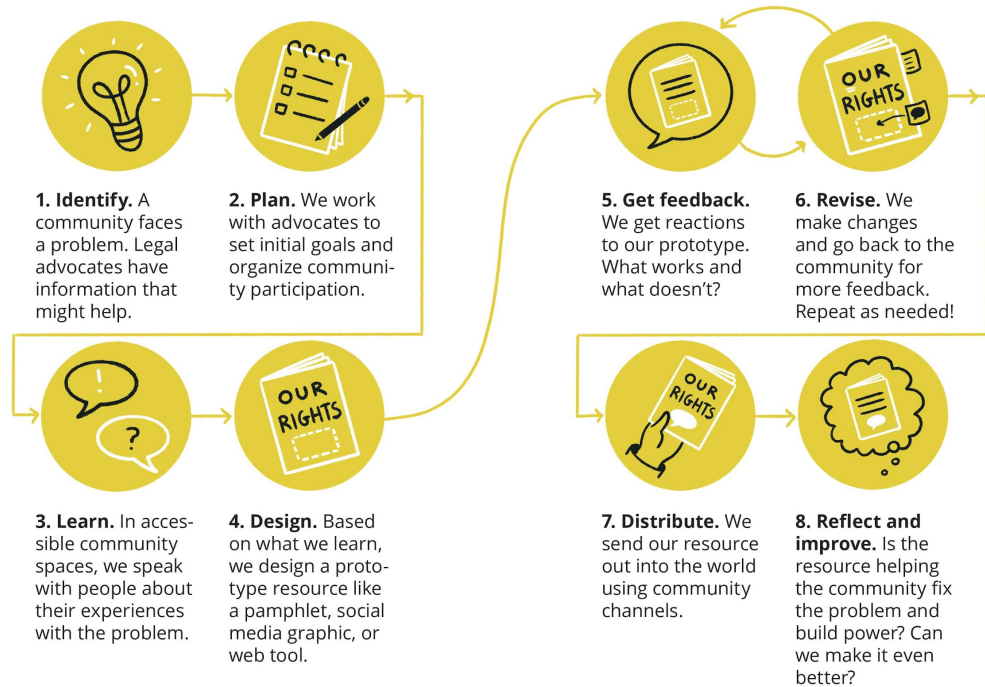 1. Identify. A
community faces
a problem. Legal
advocates have
information that
might help.
2. Plan. We work
with advocates to
set initial goals and
organize communi-
ty participation.
!
?
3. Learn. In acces-
sible community
spaces, we speak
with people about
their experiences
with the problem.
OUR
RIGHTS
4. Design. Based
on what we learn,
we design a proto-
type resource like
a pamphlet, social
media graphic, or
web tool.
5. Get feedback.
We get reactions
to our prototype.
What works and
what doesn’t?
OUR
RIGHTS
6. Revise. We
make changes
and go back to the
community for
more feedback.
Repeat as needed!
OUR
RIGHTS
7. Distribute. We
send our resource
out into the world
using community
channels.
8. Reflect and
improve. Is the
resource helping
the community fix
the problem and
build power? Can
we make it even
better?